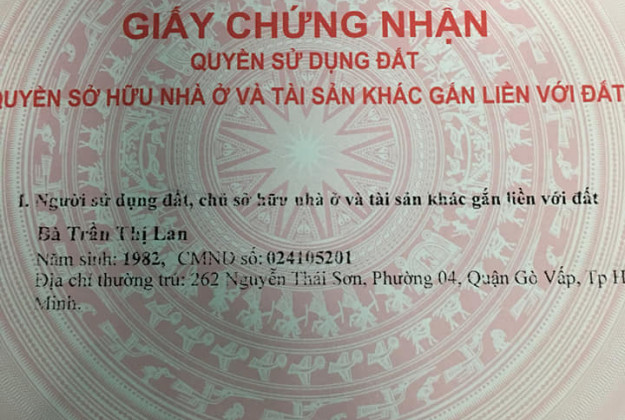 GIẤY CHỨNG NHẬN
QUYỀN SỬ DỤNG ĐẤT
QUYỀN SỞ HỮU NHÀ Ở VÀ TÀI SẢN KHÁC GẮN LIỀN VỚI ĐẤT
I. Người sử dụng đất, chủ sở hữu nhà ở và tài sản khác gắn liền với đất
Bà Trần Thị Lan
Năm sinh: 1982, CMND số: 024105201
Địa chỉ thường trú: 262 Nguyễn Thái Sơn, Phường 04, Quận Gò Vấp, Tp H
Minh.